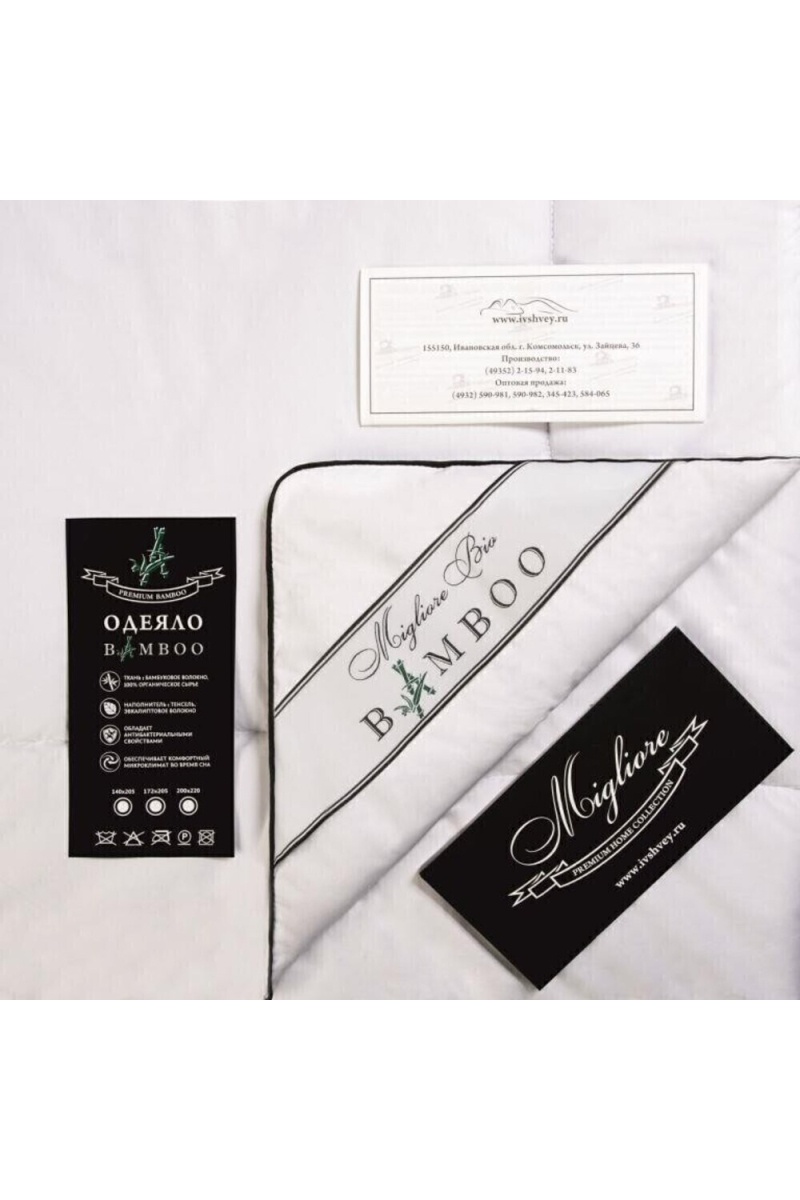 www.ivshvey.ru
155150, Ивановская обл. г. Комсомольск, ул. Зайцева, 36
Производство:
(49352) 2-15-94, 2-11-83
Оптовая продажа:
(4932) 590-981, 590-982, 345-423, 584-065
PREMIUM BAMBOO
ОДЕЯЛО
BAMBOO
ТКАНЬ : БАМБУКОВОЕ ВОЛОКНО,
100% ОРГАНИЧЕСКОЕ СЫРЬЕ
НАПОЛНИТЕЛЬ : ТЕНСЕЛЬ,
ЭВКАЛИПТОВОЕ ВОЛОКНО
ОБЛАДАЕТ
АНТИБАКТЕРИАЛЬНЫМИ
СВОЙСТВАМИ
ОБЕСПЕЧИВАЕТ КОМФОРТНЫЙ
МИКРОКЛИМАТ ВО ВРЕМЯ СНА
140x205 172x205 200x220
P
Migliore Bio
BAMBOO
Migliore
PREMIUM HOME COLLECTION
www.ivshvey.ru